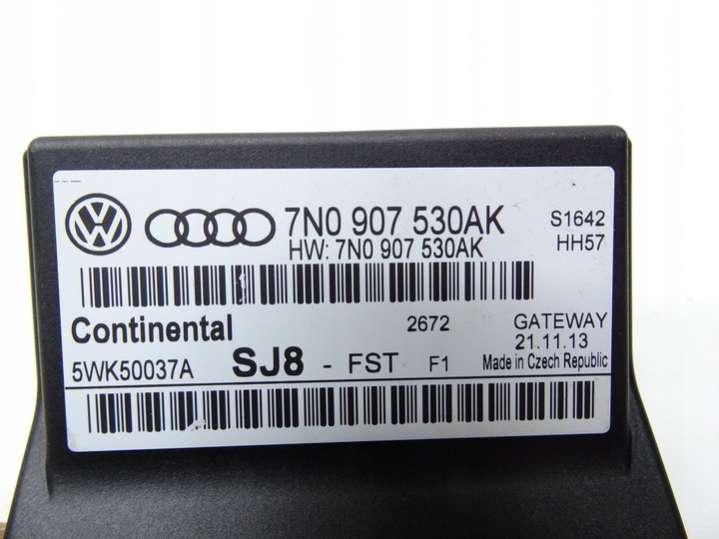 7N0 907 530AK S1642
HW: 7N0 907 530AK HH57
Continental 2672 GATEWAY
21.11.13
5WK50037A SJ8 - FST F1 Made in Czech Republic